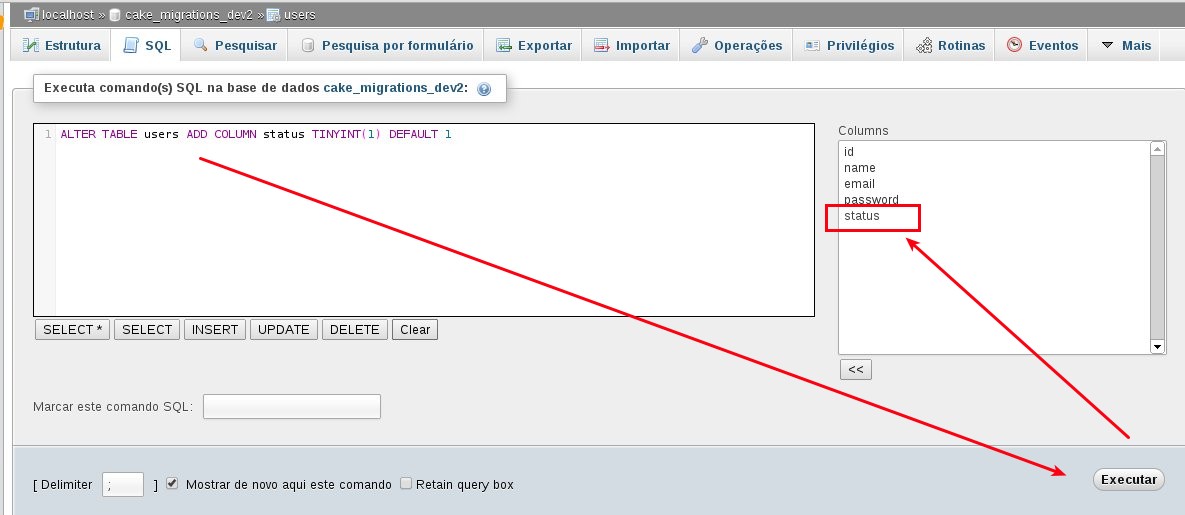 localhost » cake_migrations_dev2 » users
Estrutura SQL Pesquisar Pesquisa por formulário Exportar Importar Operações Privilégios Rotinas Eventos Mais
Executa comando(s) SQL na base de dados cake_migrations_dev2:
1 ALTER TABLE users ADD COLUMN status TINYINT(1) DEFAULT 1
SELECT * SELECT INSERT UPDATE DELETE Clear
Columns
id
name
email
password
status
<<
Marcar este comando SQL:
[ Delimiter ; ] Mostrar de novo aqui este comando Retain query box
Executar